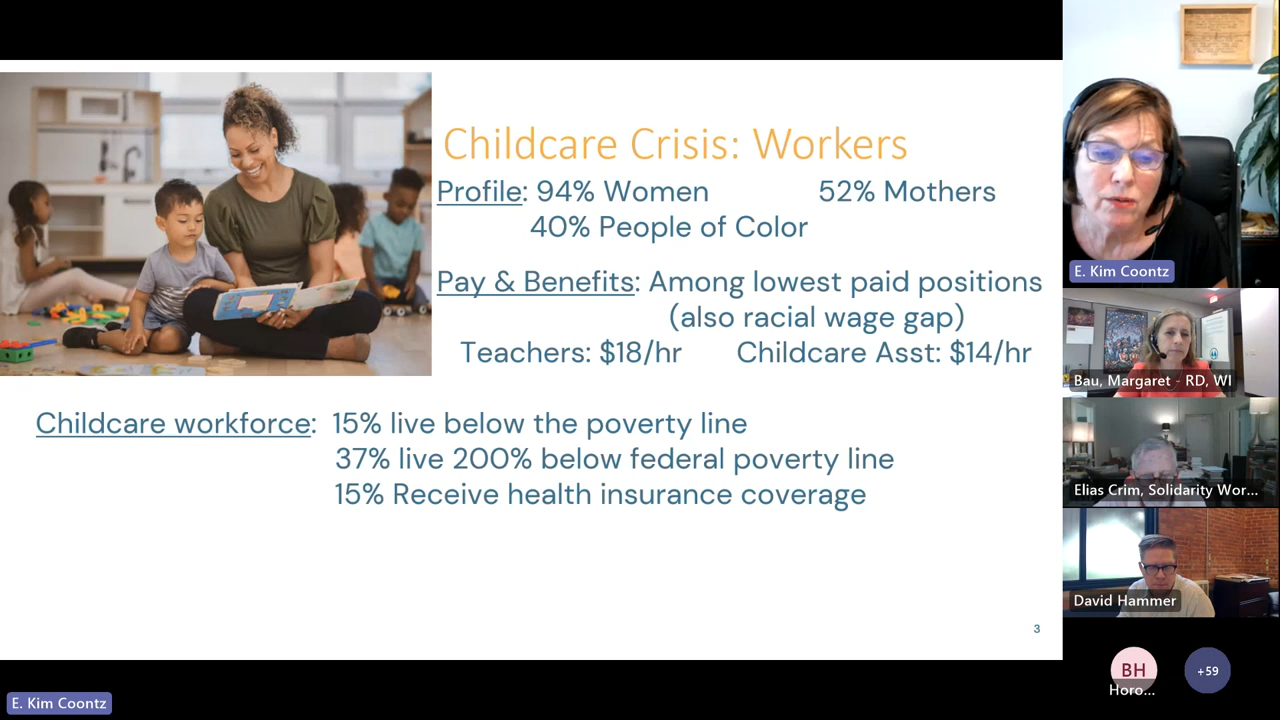 Childcare Crisis: Workers
Profile: 94% Women 52% Mothers
40% People of Color
Pay & Benefits: Among lowest paid positions
(also racial wage gap)
Teachers: $18/hr Childcare Asst: $14/hr
Childcare workforce: 15% live below the poverty line
37% live 200% below federal poverty line
15% Receive health insurance coverage
3
E. Kim Coontz
E. Kim Coontz
Bau, Margaret - RD, WI
Elias Crim, Solidarity Wor...
David Hammer
BH
Horo...
+59